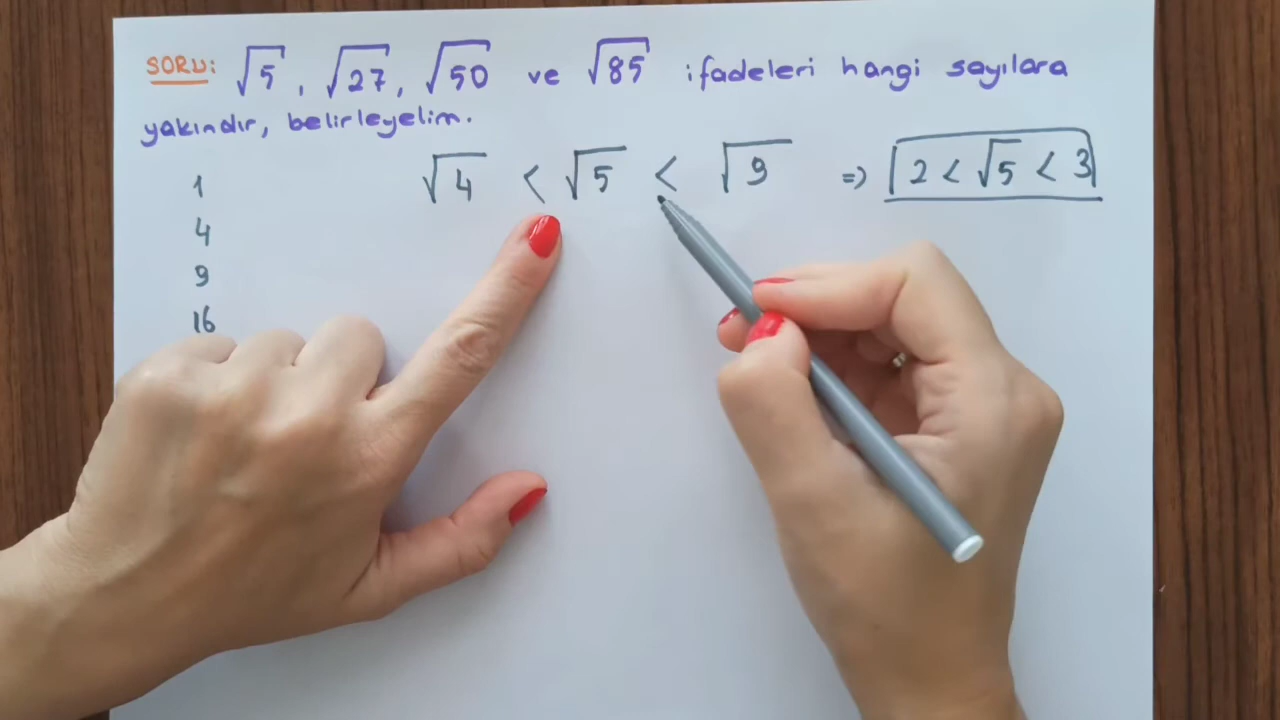 SORU: √5, √27, √50 ve √85 ifadeleri hangi sayılara
yakındır, belirleyelim.
√4 < √5 < √9 => 2 < √5 < 3
1
4
9
16